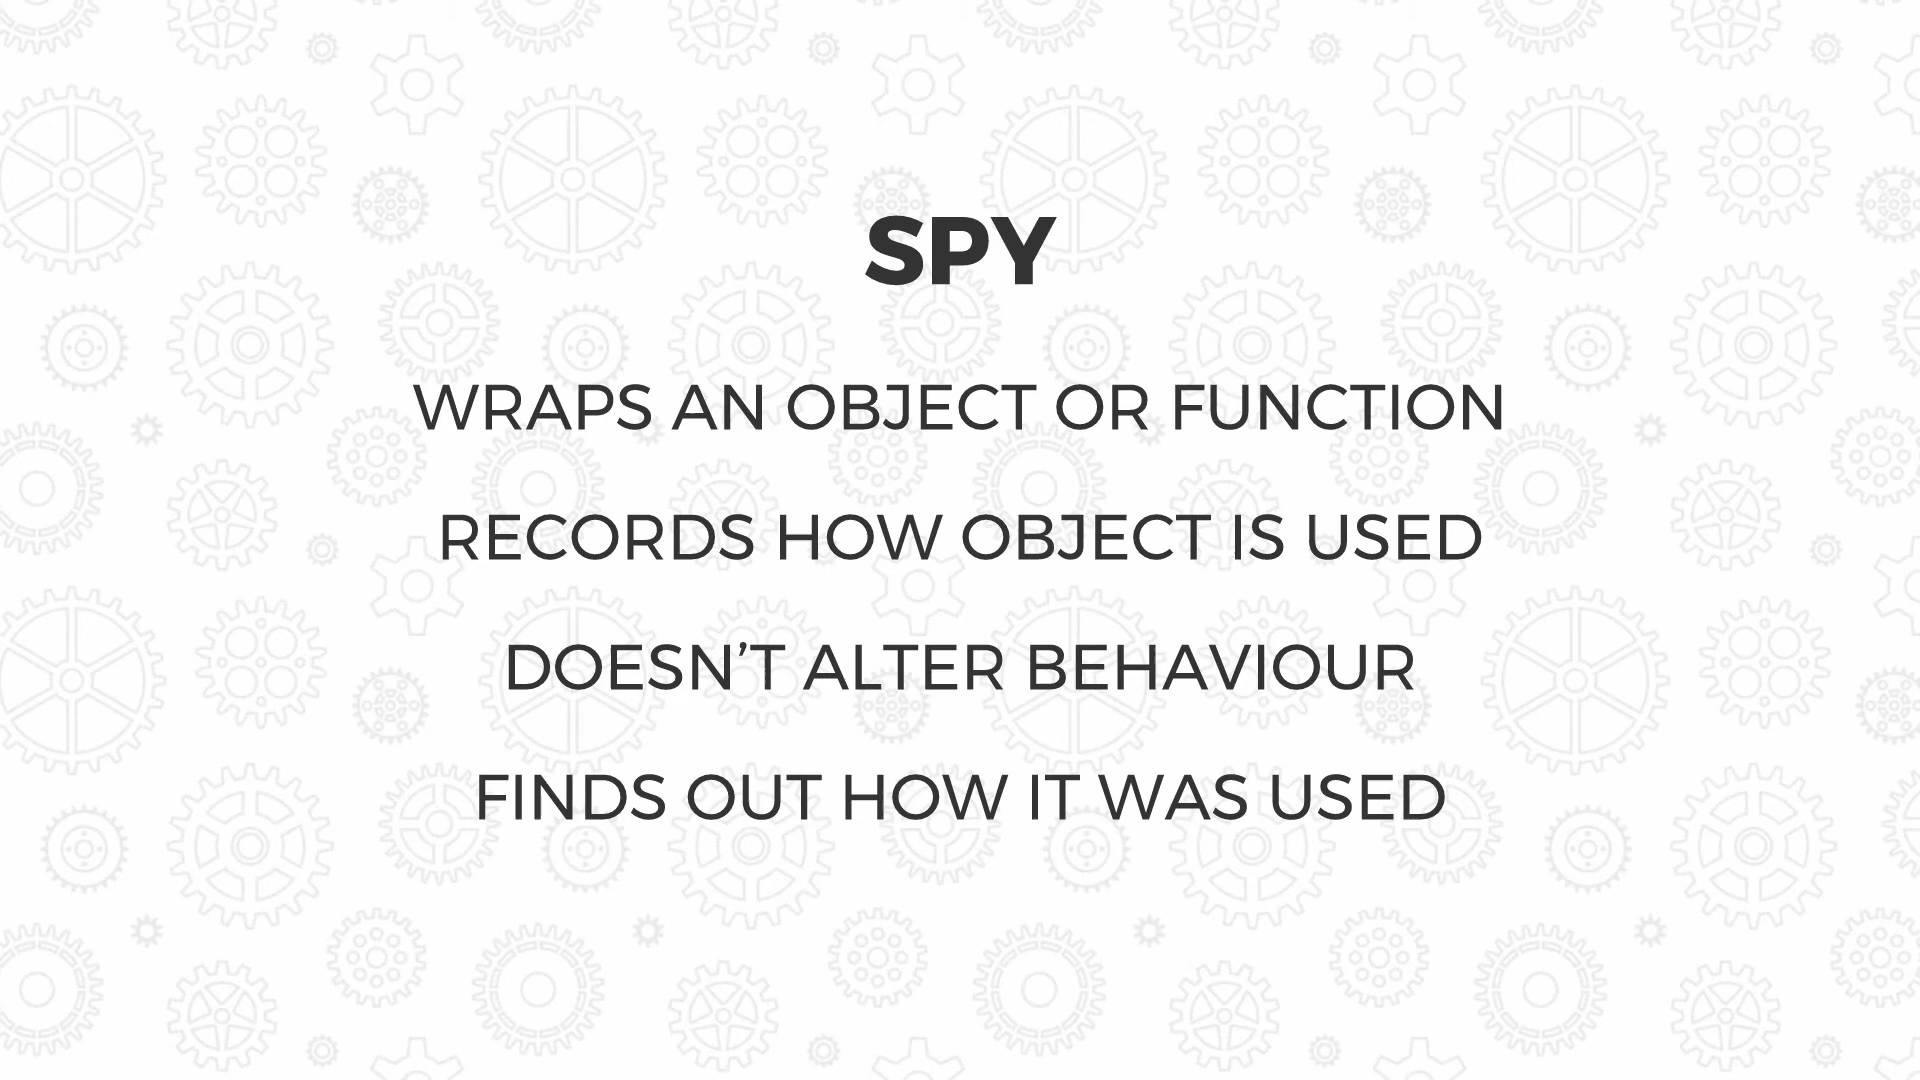 SPY
WRAPS AN OBJECT OR FUNCTION
RECORDS HOW OBJECT IS USED
DOESN’T ALTER BEHAVIOUR
FINDS OUT HOW IT WAS USED